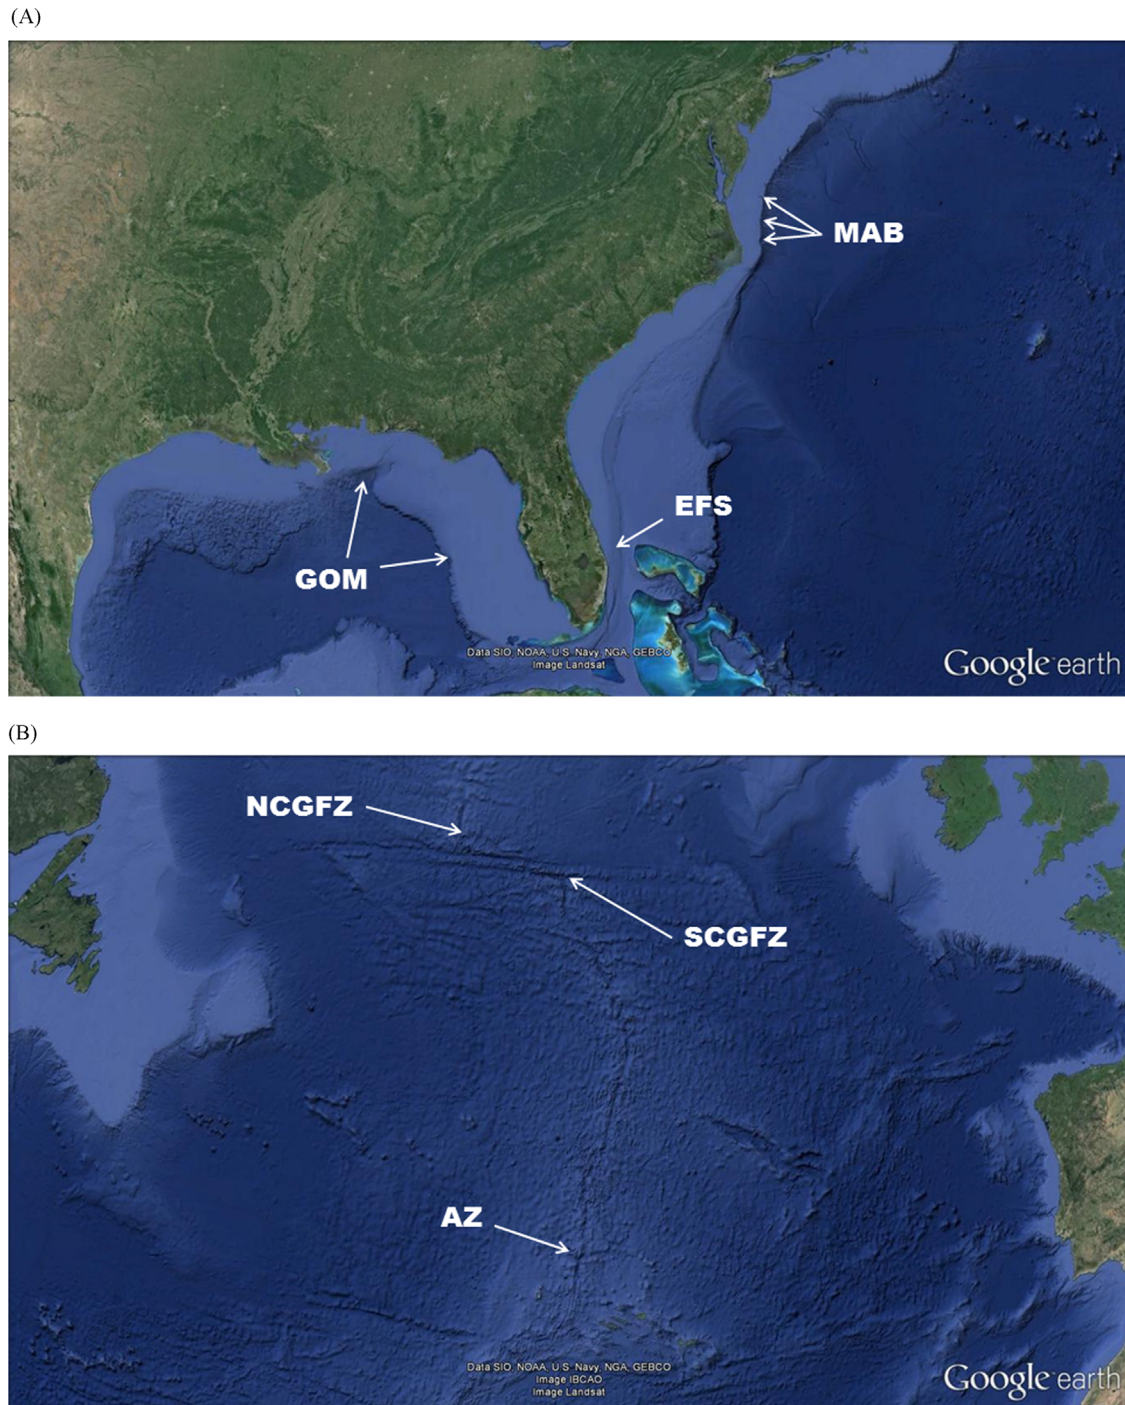 (A)
MAB
EFS
GOM
Data SIO, NOAA, U.S. Navy, NGA, GEBCO
Image Landsat
Google earth
(B)
NCGFZ
SCGFZ
AZ
Data SIO, NOAA, U.S. Navy, NGA, GEBCO
Image IBCAO
Image Landsat
Google earth